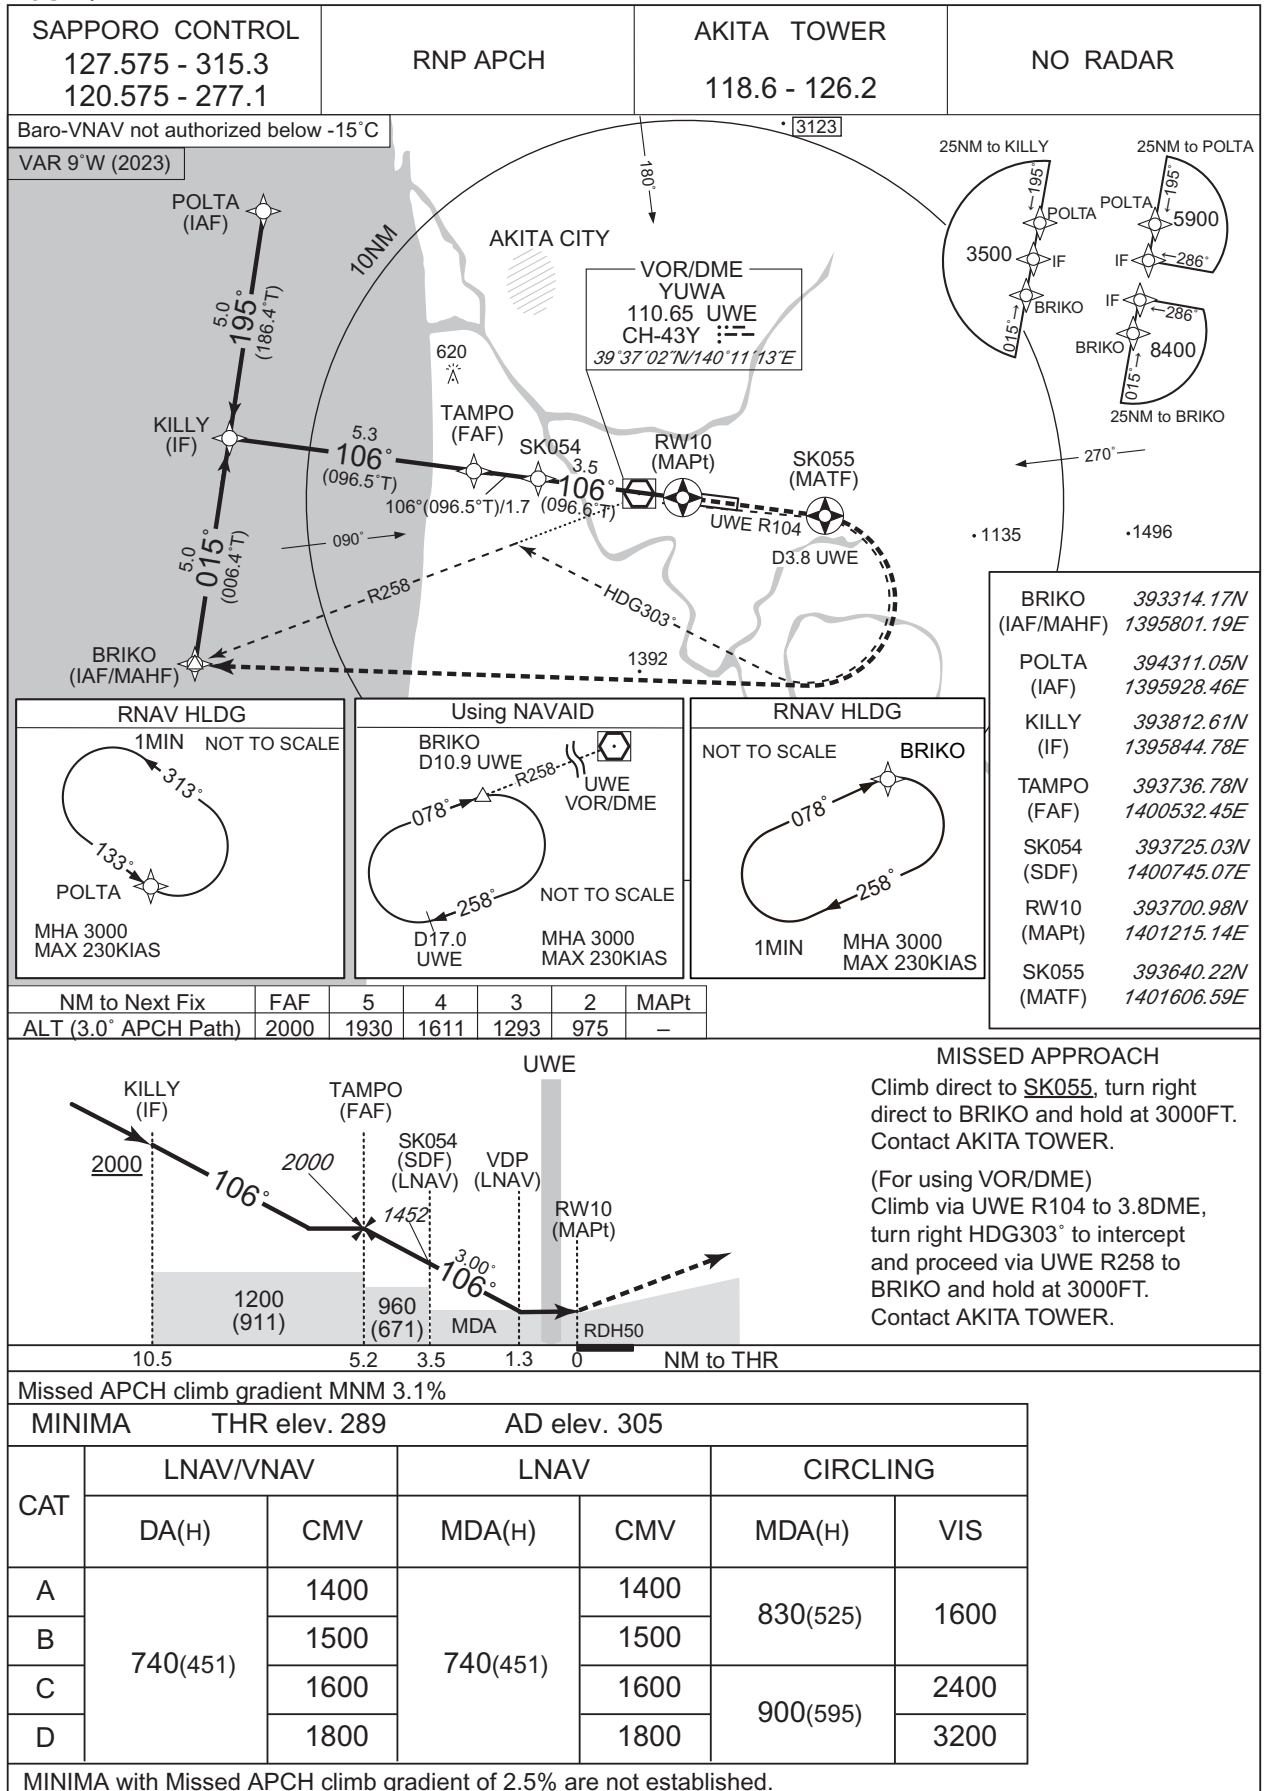 SAPPORO CONTROL
127.575 - 315.3
120.575 - 277.1
RNP APCH
AKITA TOWER
118.6 - 126.2
NO RADAR
Baro-VNAV not authorized below -15˚C
VAR 9˚W (2023)
3123
180˚
POLTA
(IAF)
10NM
AKITA CITY
VOR/DME
YUWA
110.65 UWE
CH-43Y
39˚37´02˝N/140˚11´13˝E
25NM to KILLY
195˚
POLTA
3500
IF
BRIKO
015˚
25NM to POLTA
195˚
POLTA
5900
IF
286˚
IF
286˚
BRIKO
8400
015˚
25NM to BRIKO
5.0
195˚
(186.4˚T)
620
KILLY
(IF)
5.3
106˚
(096.5˚T)
TAMPO
(FAF)
SK054
3.5
106˚
(096.6˚T)
106˚(096.5°T)/1.7
RW10
(MAPt)
SK055
(MATF)
UWE R104
D3.8 UWE
270˚
090˚
1135
1496
5.0
015˚
(006.4˚T)
R258
HDG303˚
1392
BRIKO
(IAF/MAHF)
BRIKO 393314.17N
(IAF/MAHF) 1395801.19E
POLTA 394311.05N
(IAF) 1395928.46E
KILLY 393812.61N
(IF) 1395844.78E
TAMPO 393736.78N
(FAF) 1400532.45E
SK054 393725.03N
(SDF) 1400745.07E
RW10 393700.98N
(MAPt) 1401215.14E
SK055 393640.22N
(MATF) 1401606.59E
RNAV HLDG
1MIN NOT TO SCALE
313˚
133˚
POLTA
MHA 3000
MAX 230KIAS
Using NAVAID
BRIKO
D10.9 UWE
R258
UWE
VOR/DME
078˚
258˚
NOT TO SCALE
D17.0
UWE
MHA 3000
MAX 230KIAS
RNAV HLDG
NOT TO SCALE
BRIKO
078˚
258˚
1MIN
MHA 3000
MAX 230KIAS
NM to Next Fix FAF 5 4 3 2 MAPt
ALT (3.0˚ APCH Path) 2000 1930 1611 1293 975 –
UWE
KILLY
(IF)
TAMPO
(FAF)
SK054
(SDF)
(LNAV)
VDP
(LNAV)
RW10
(MAPt)
2000
106˚
2000
1452
3.00˚
106˚
1200
(911)
960
(671)
MDA
RDH50
10.5 5.2 3.5 1.3 0 NM to THR
MISSED APPROACH
Climb direct to SK055, turn right
direct to BRIKO and hold at 3000FT.
Contact AKITA TOWER.
(For using VOR/DME)
Climb via UWE R104 to 3.8DME,
turn right HDG303˚ to intercept
and proceed via UWE R258 to
BRIKO and hold at 3000FT.
Contact AKITA TOWER.
Missed APCH climb gradient MNM 3.1%
MINIMA THR elev. 289 AD elev. 305
CAT LNAV/VNAV LNAV CIRCLING
DA(H) CMV MDA(H) CMV MDA(H) VIS
A 740(451) 1400 740(451) 1400 830(525) 1600
B 1500 1500
C 1600 1600 900(595) 2400
D 1800 1800 3200
MINIMA with Missed APCH climb gradient of 2.5% are not established.